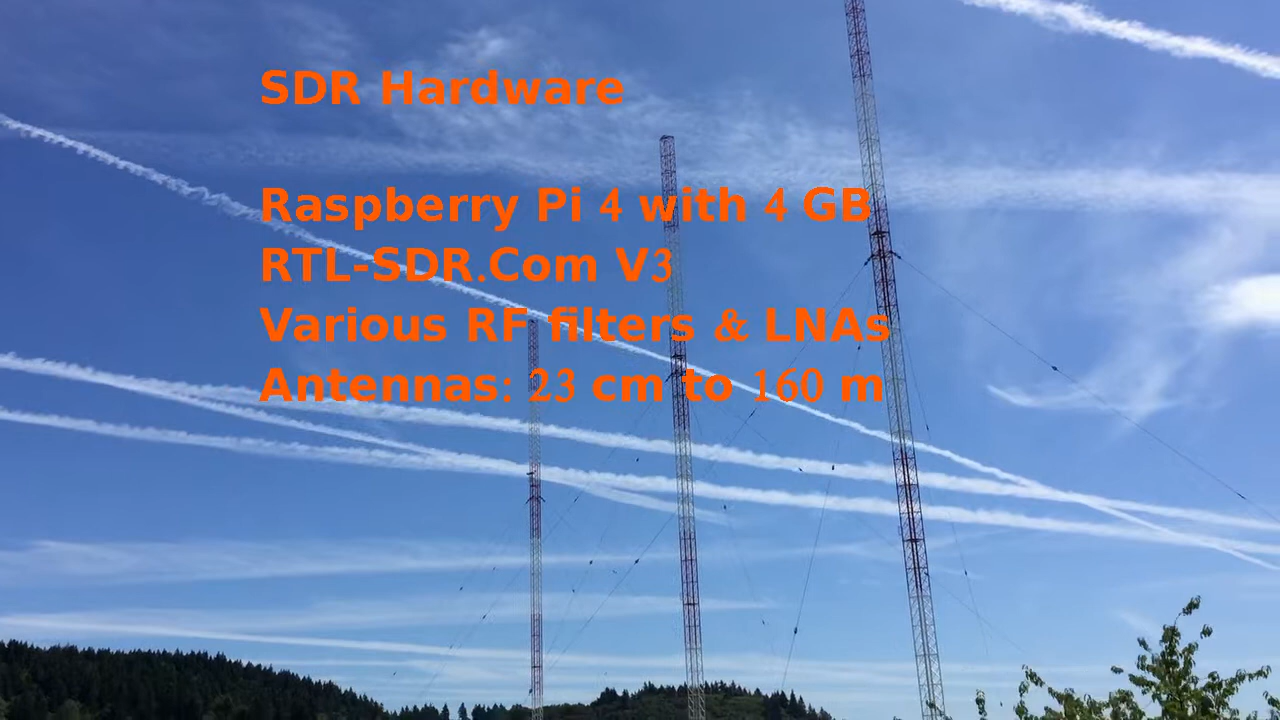 SDR Hardware
Raspberry Pi 4 with 4 GB
RTL-SDR.Com V3
Various RF filters & LNAs
Antennas: 23 cm to 160 m